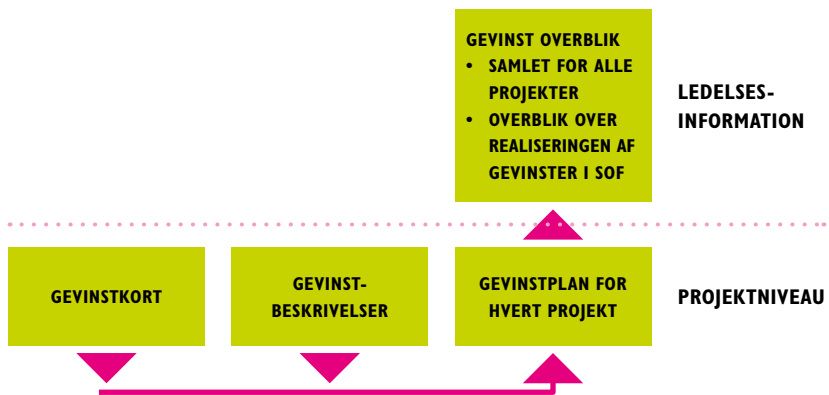 GEVINST OVERBLIK
• SAMLET FOR ALLE
PROJEKTER
• OVERBLIK OVER
REALISERINGEN AF
GEVINSTER I SOF
LEDELSES-
INFORMATION
GEVINSTKORT
GEVINST-
BESKRIVELSER
GEVINSTPLAN FOR
HVERT PROJEKT
PROJEKTNIVEAU